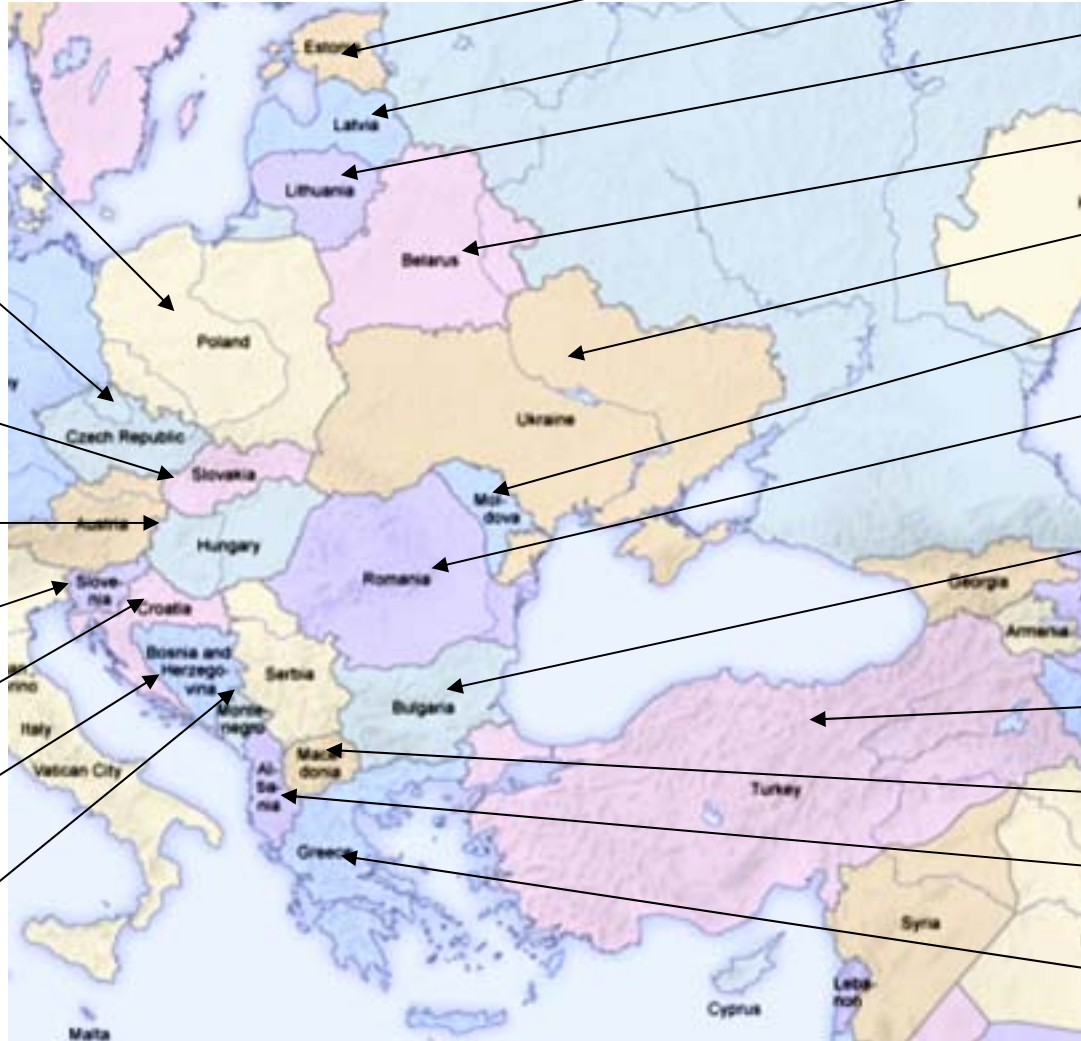 Estonia
Latvia
Lithuania
Belarus
Poland
Ukraine
Czech Republic
Slovakia
Mol-
dova
Austria
Hungary
Romania
Georgia
Slove-
nia
Croatia
Armenia
Bosnia and
Herzego-
vina
Serbia
Monte-
negro
Bulgaria
Italy
Vatican City
Mace-
donia
Al-
ba-
nia
Turkey
Greece
Syria
Leba-
non
Cyprus
Malta